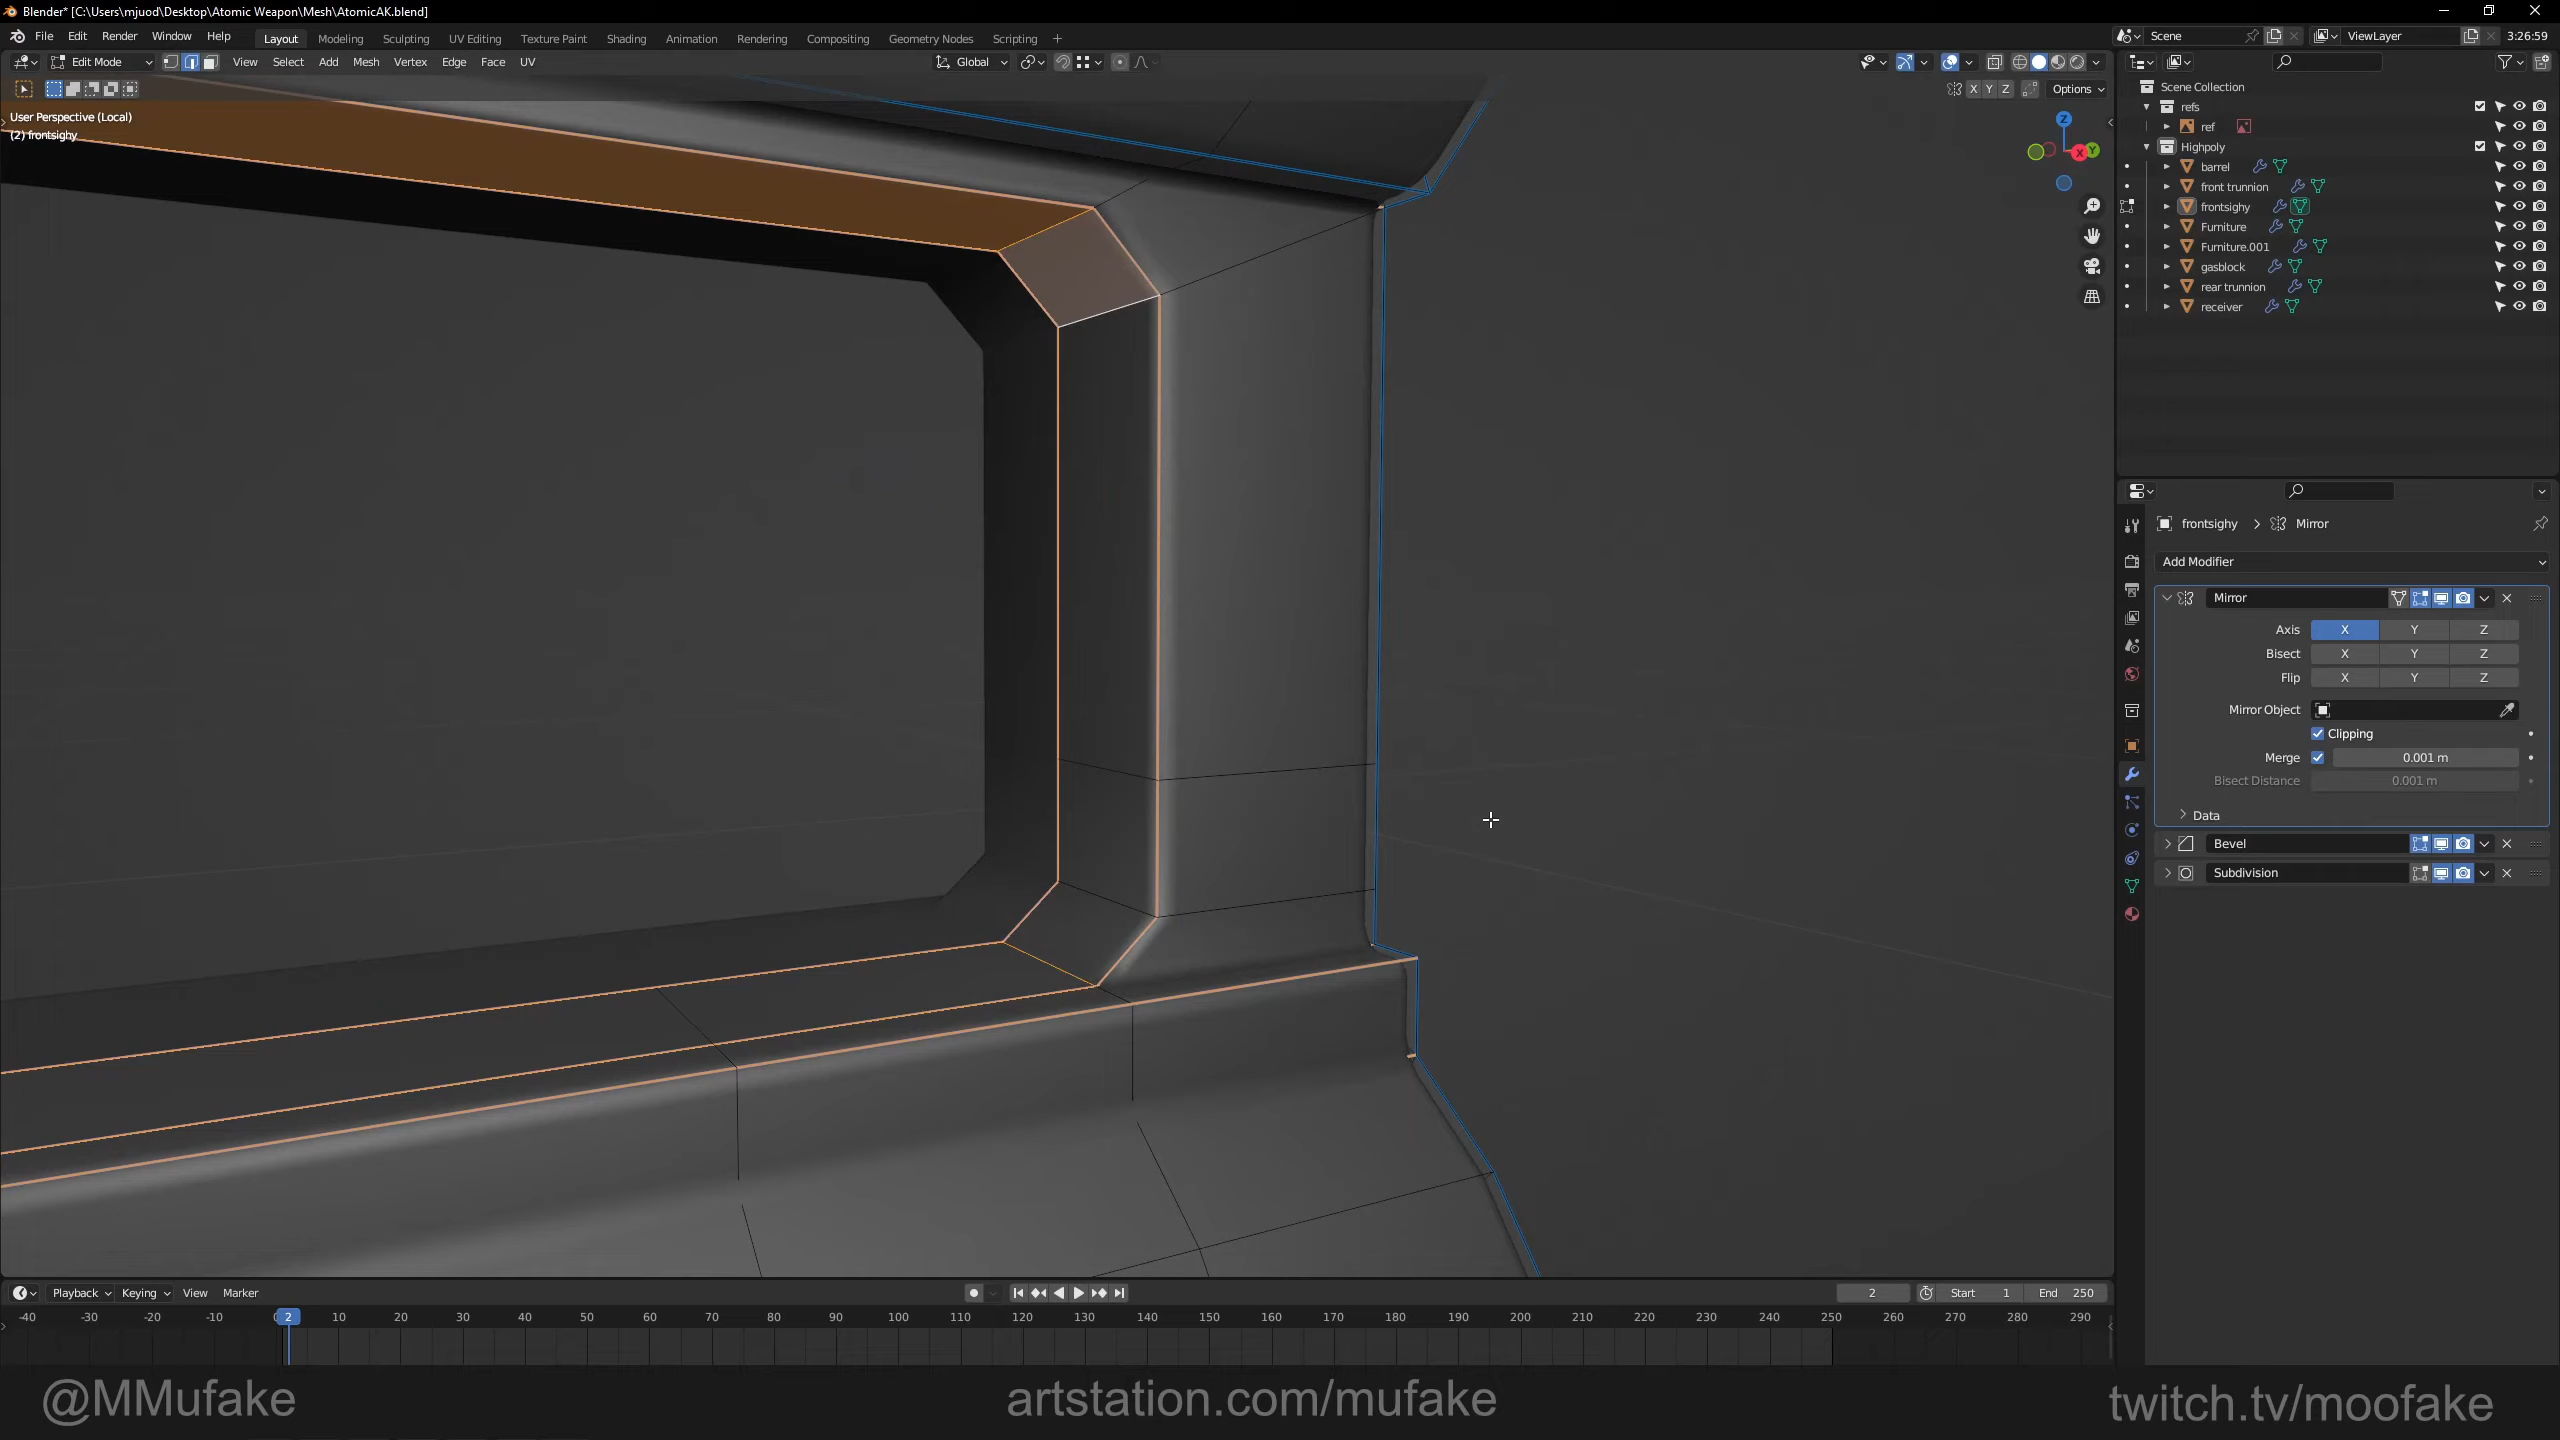 Blender* [C:\Users\mjuod\Desktop\Atomic Weapon\Mesh\AtomicAK.blend]
File Edit Render Window Help Layout Modeling Sculpting UV Editing Texture Paint Shading Animation Rendering Compositing Geometry Nodes Scripting + Scene ViewLayer 3:26:59
Edit Mode View Select Add Mesh Vertex Edge Face UV Global
X Y Z Options
User Perspective (Local)
(2) frontsighy
Z
X Y
Scene Collection
refs
ref
Highpoly
barrel
front trunnion
frontsighy
Furniture
Furniture.001
gasblock
rear trunnion
receiver
frontsighy > Mirror
Add Modifier
Mirror
Axis X Y Z
Bisect X Y Z
Flip X Y Z
Mirror Object
Clipping
Merge 0.001 m
Bisect Distance 0.001 m
Data
Bevel
Subdivision
Playback Keying View Marker 2 Start 1 End 250
-40 -30 -20 -10 2 10 20 30 40 50 60 70 80 90 100 110 120 130 140 150 160 170 180 190 200 210 220 230 240 250 260 270 280 290
@MMufake artstation.com/mufake twitch.tv/moofake